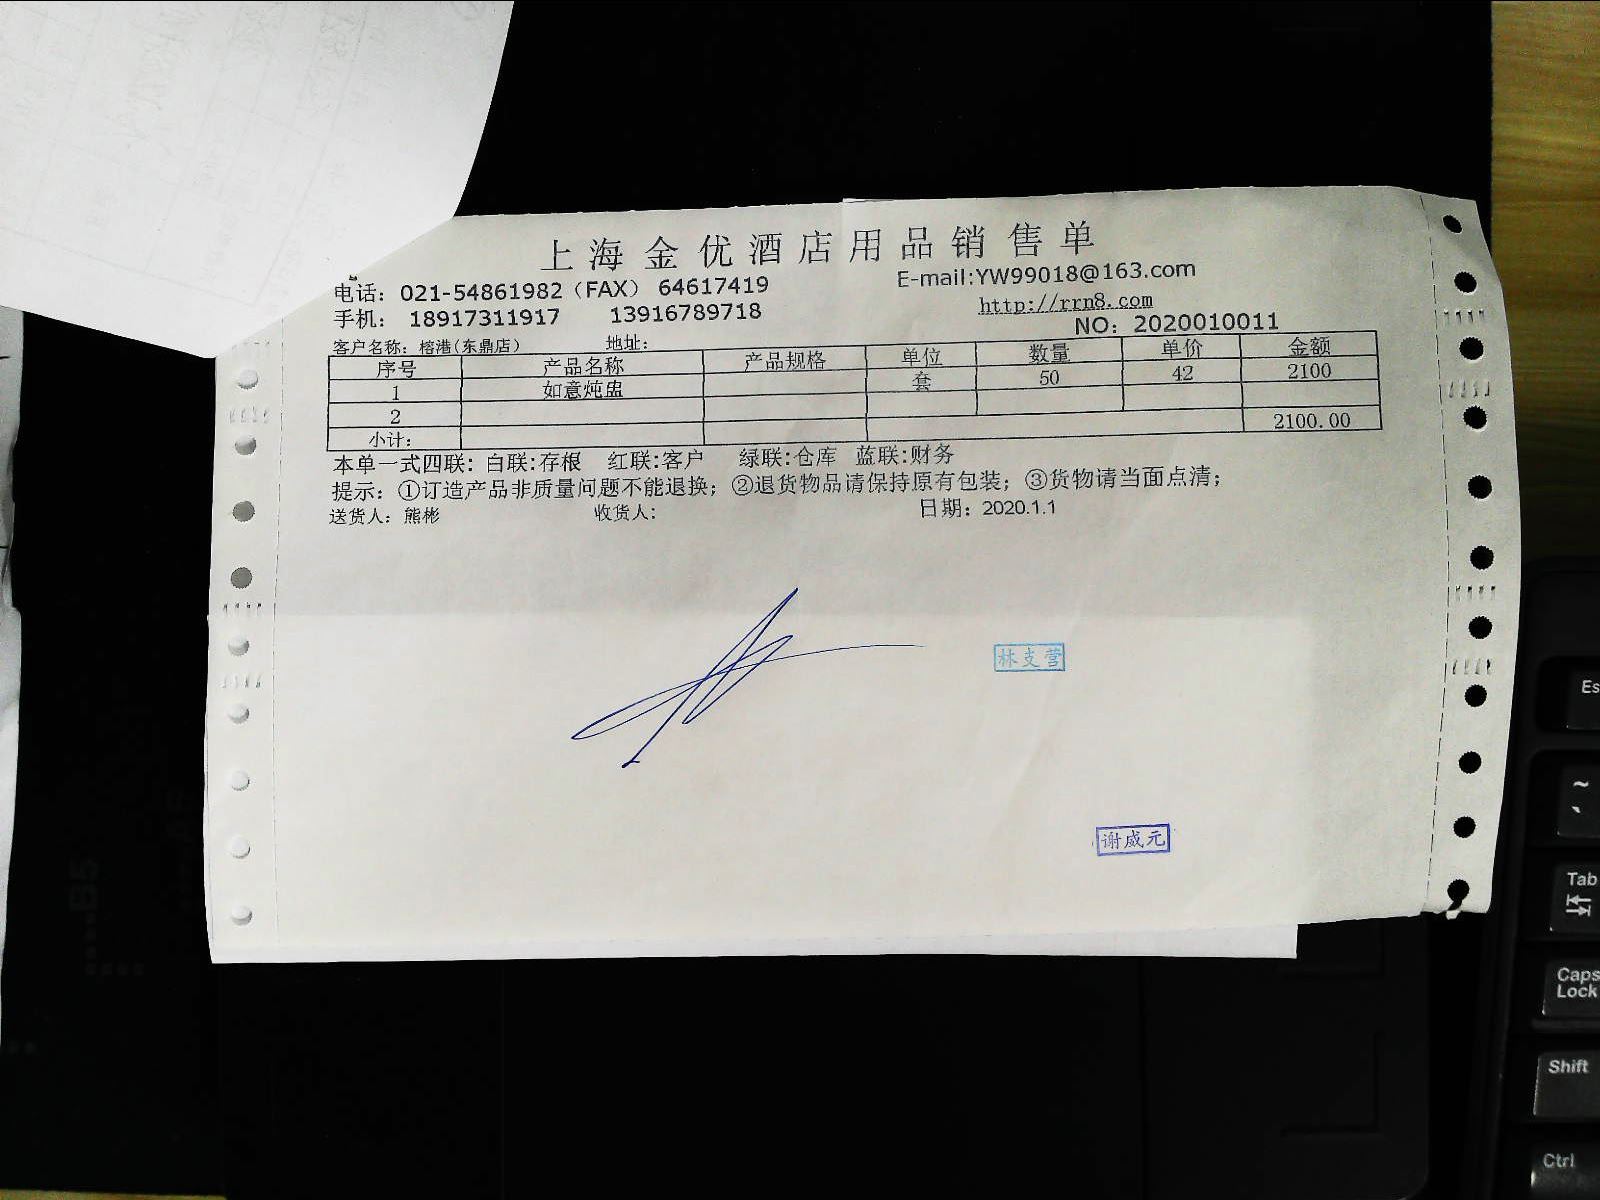 上海金优酒店用品销售单
电话：021-54861982（FAX） 64617419 E-mail:YW99018@163.com
http://rrn8.com
手机： 18917311917 13916789718 NO：2020010011
客户名称：榕港(东鼎店) 地址：
序号 产品名称 产品规格 单位 数量 单价 金额
1 如意炖盅 套 50 42 2100
2
小计： 2100.00
本单一式四联：白联:存根 红联:客户 绿联:仓库 蓝联:财务
提示：①订造产品非质量问题不能退换；②退货物品请保持原有包装；③货物请当面点清；
送货人：熊彬 收货人： 日期：2020.1.1
林支营
谢威元
B5
Es
~
Tab
Caps
Lock
Shift
Ctrl